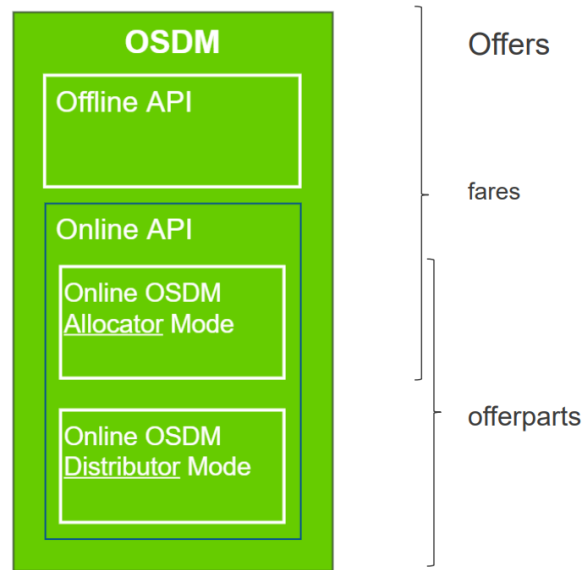 OSDM
Offline API
Online API
Online OSDM
Allocator Mode
Online OSDM
Distributor Mode
Offers
fares
offerparts